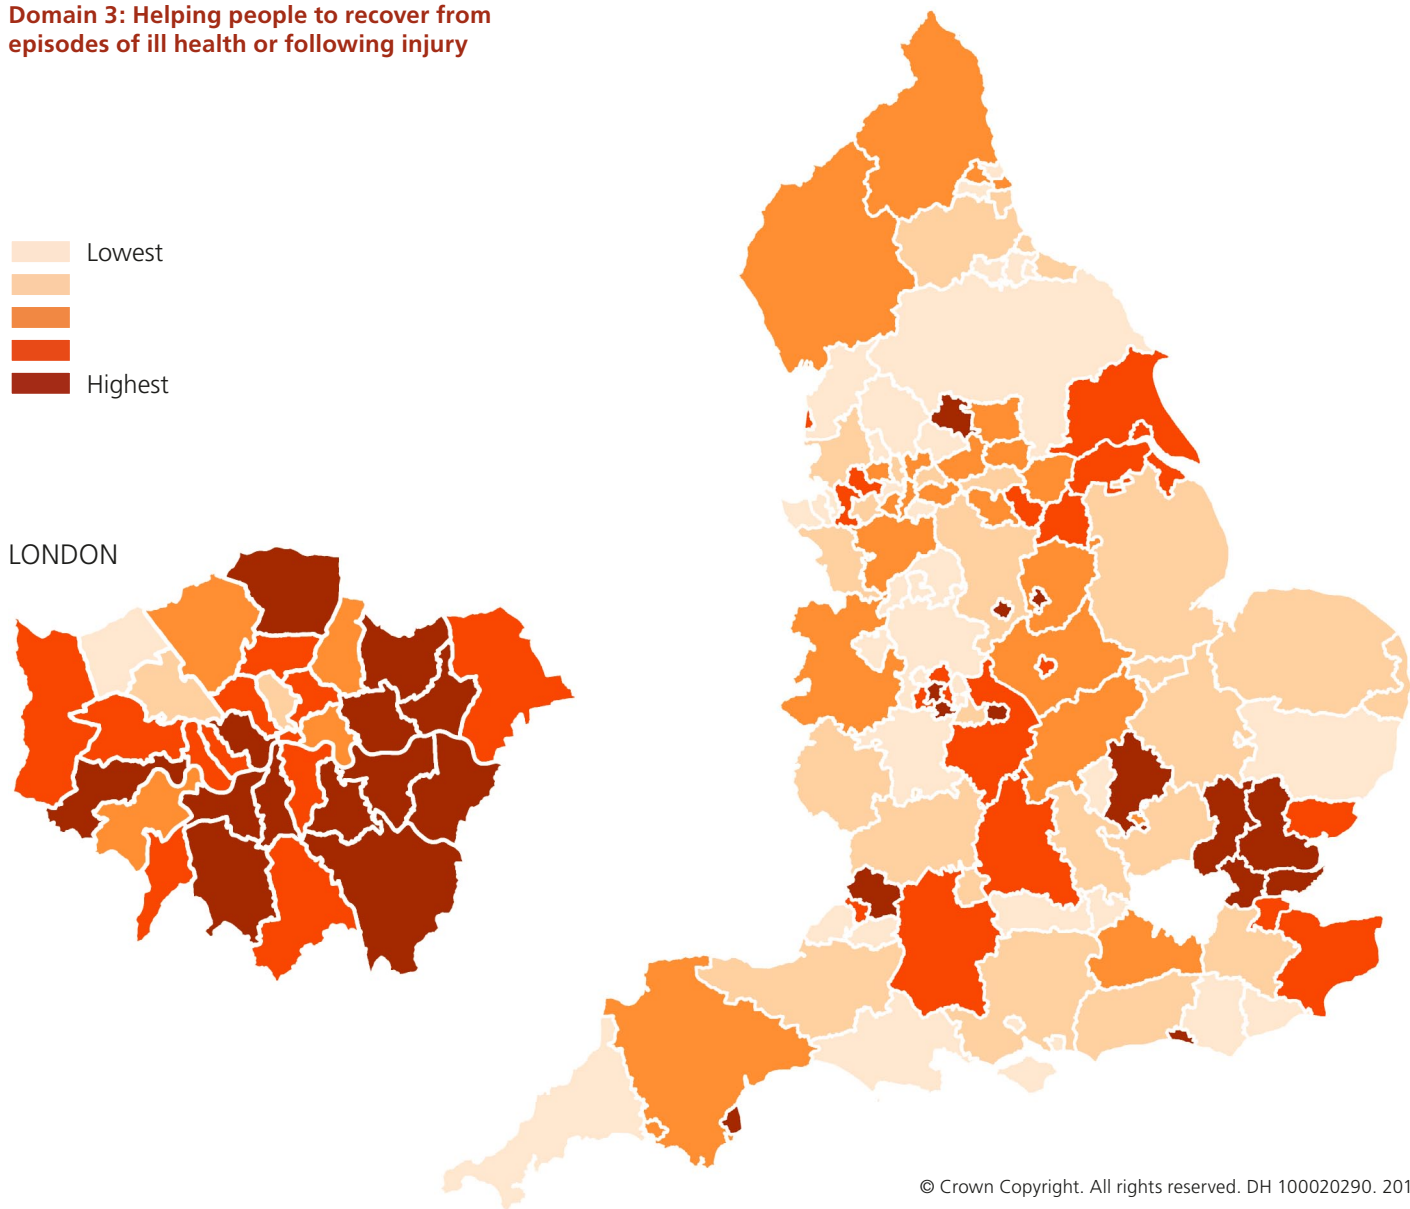 Domain 3: Helping people to recover from
episodes of ill health or following injury
Lowest
Highest
LONDON
© Crown Copyright. All rights reserved. DH 100020290. 201